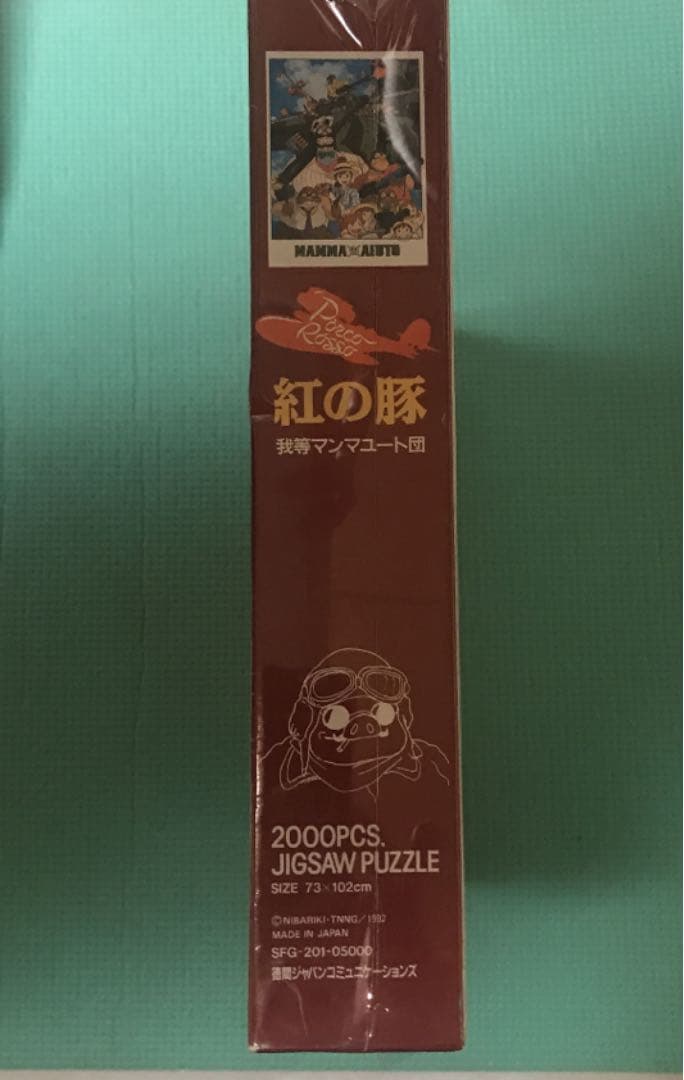 MAMMA AIUTO
Porco
Rosso
紅の豚
我等マンマユート団
2000PCS.
JIGSAW PUZZLE
SIZE 73×102cm
©NIBARIKI・TNNG/1992
MADE IN JAPAN
SFG-201-05000
徳間ジャパンコミュニケーションズ